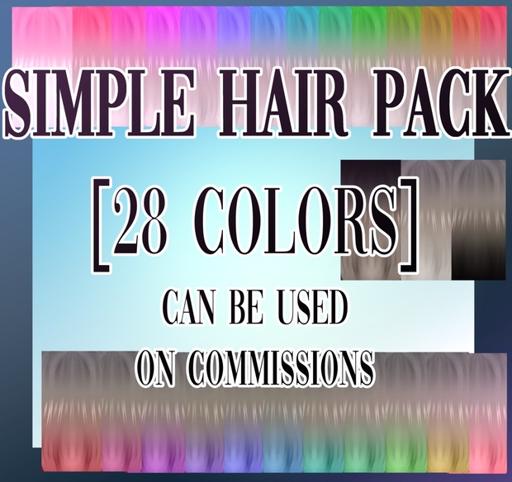 SIMPLE HAIR PACK
[28 COLORS]
CAN BE USED
ON COMMISSIONS